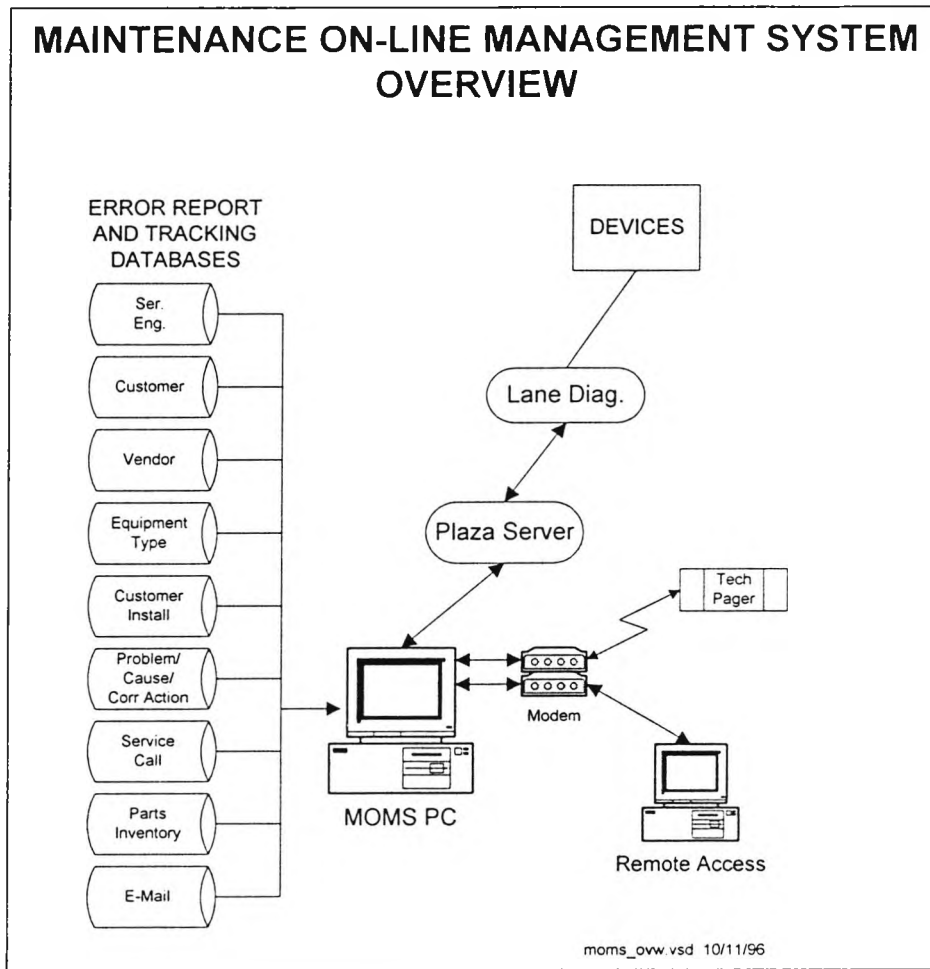 MAINTENANCE ON-LINE MANAGEMENT SYSTEM
OVERVIEW
ERROR REPORT
AND TRACKING
DATABASES
Ser.
Eng.
Customer
Vendor
Equipment
Type
Customer
Install
Problem/
Cause/
Corr Action
Service
Call
Parts
Inventory
E-Mail
DEVICES
Lane Diag.
Plaza Server
Tech
Pager
Modem
MOMS PC
Remote Access
moms_ovw.vsd 10/11/96